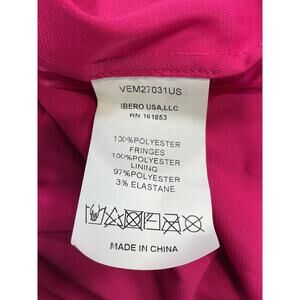 VEM27031US
IBERO USA,LLC
RN 161853
100%POLYESTER
FRINGES
100%POLYESTER
LINING
97%POLYESTER
3% ELASTANE
MADE IN CHINA